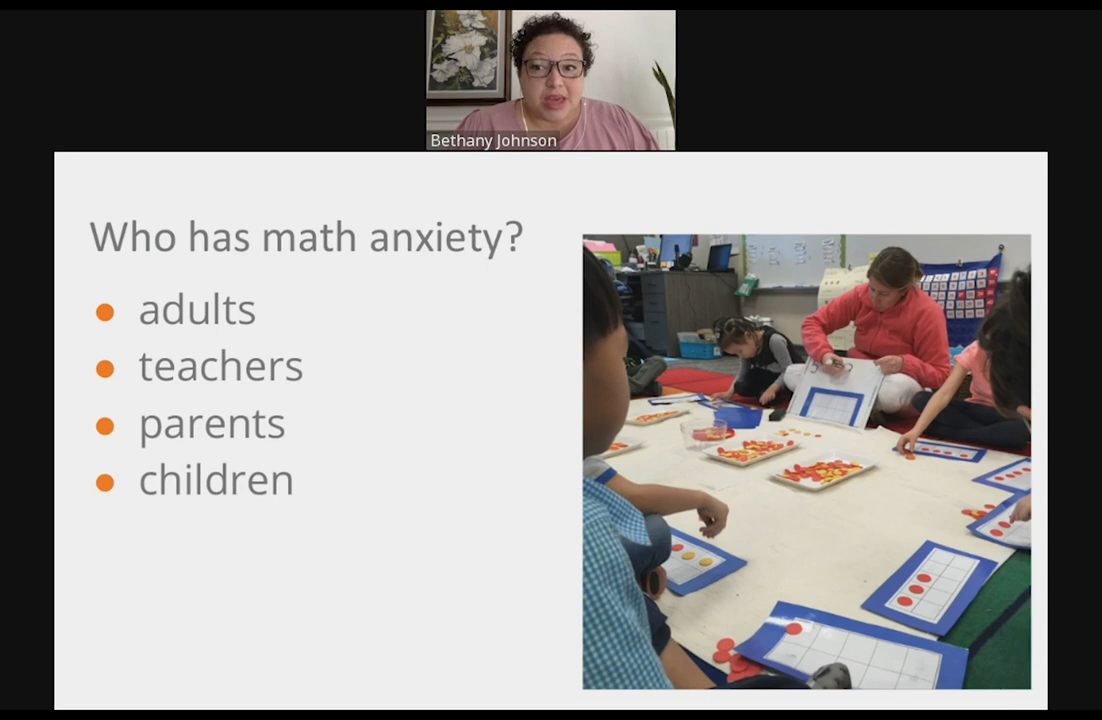 Bethany Johnson
Who has math anxiety?
adults
teachers
parents
children